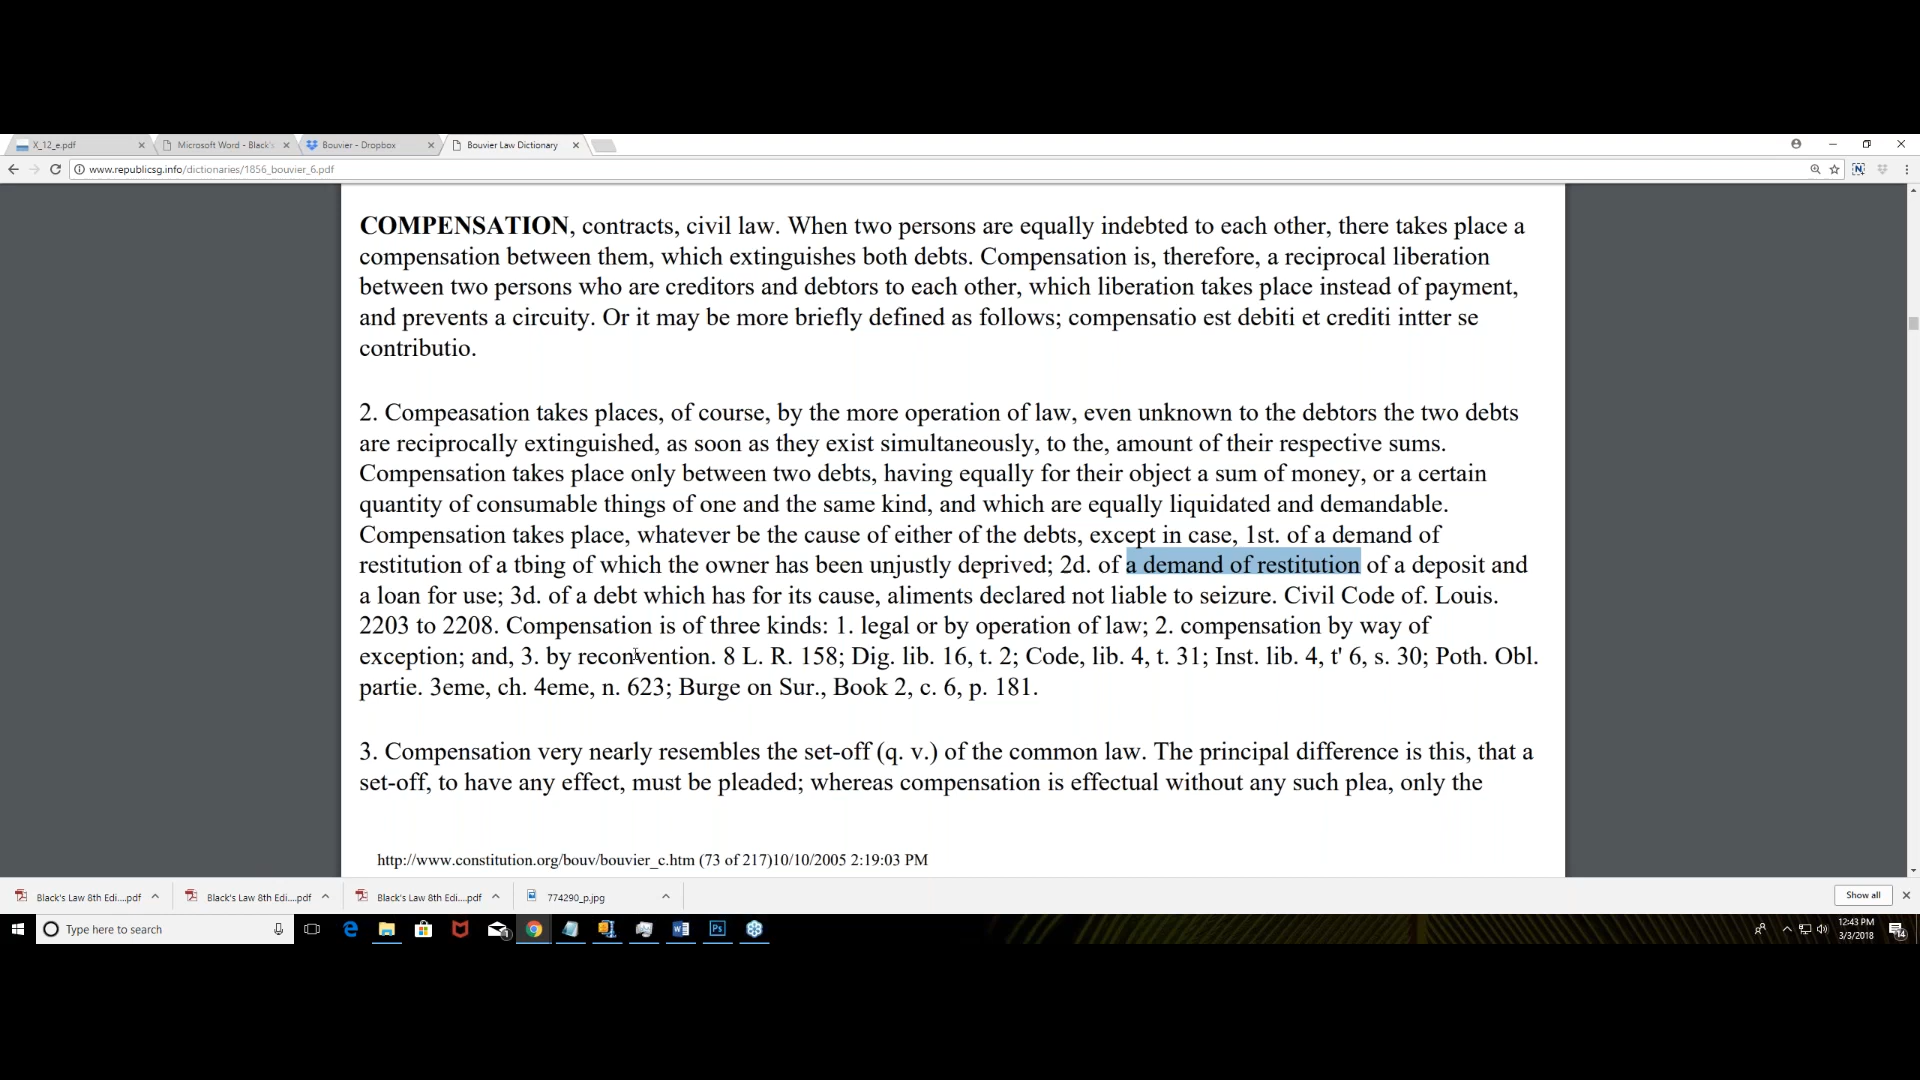 X_12_e.pdf
Microsoft Word - Black's
Bouvier - Dropbox
Bouvier Law Dictionary
www.republicsg.info/dictionaries/1856_bouvier_6.pdf
COMPENSATION, contracts, civil law. When two persons are equally indebted to each other, there takes place a
compensation between them, which extinguishes both debts. Compensation is, therefore, a reciprocal liberation
between two persons who are creditors and debtors to each other, which liberation takes place instead of payment,
and prevents a circuity. Or it may be more briefly defined as follows; compensatio est debiti et crediti intter se
contributio.
2. Compeasation takes places, of course, by the more operation of law, even unknown to the debtors the two debts
are reciprocally extinguished, as soon as they exist simultaneously, to the, amount of their respective sums.
Compensation takes place only between two debts, having equally for their object a sum of money, or a certain
quantity of consumable things of one and the same kind, and which are equally liquidated and demandable.
Compensation takes place, whatever be the cause of either of the debts, except in case, 1st. of a demand of
restitution of a tbing of which the owner has been unjustly deprived; 2d. of a demand of restitution of a deposit and
a loan for use; 3d. of a debt which has for its cause, aliments declared not liable to seizure. Civil Code of. Louis.
2203 to 2208. Compensation is of three kinds: 1. legal or by operation of law; 2. compensation by way of
exception; and, 3. by reconvention. 8 L. R. 158; Dig. lib. 16, t. 2; Code, lib. 4, t. 31; Inst. lib. 4, t' 6, s. 30; Poth. Obl.
partie. 3eme, ch. 4eme, n. 623; Burge on Sur., Book 2, c. 6, p. 181.
3. Compensation very nearly resembles the set-off (q. v.) of the common law. The principal difference is this, that a
set-off, to have any effect, must be pleaded; whereas compensation is effectual without any such plea, only the
http://www.constitution.org/bouv/bouvier_c.htm (73 of 217)10/10/2005 2:19:03 PM
Black's Law 8th Edi....pdf
Black's Law 8th Edi....pdf
Black's Law 8th Edi....pdf
774290_p.jpg
Show all
Type here to search
12:43 PM
3/3/2018
14